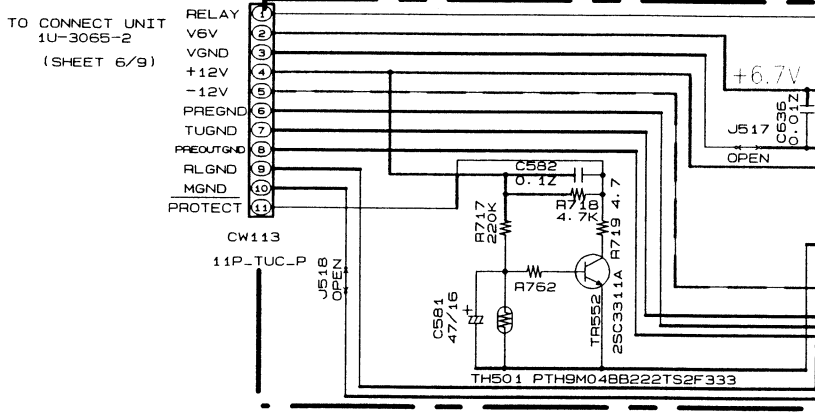 TO CONNECT UNIT
1U-3065-2
(SHEET 6/9)
RELAY 1
V6V 2
VGND 3
+12V 4
-12V 5
PREGND 6
TUGND 7
PREOUTGND 8
RLGND 9
MGND 10
PROTECT 11
CW113
11P_TUC_P
J518
OPEN
+6.7V
C636
0.01Z
J517
OPEN
C582
0.1Z
R718
4.7K
R717
220K
R719 4.7
R762
C581
47/16
+
TR552
2SC3311A
TH501 PTH9M04BB222TS2F333